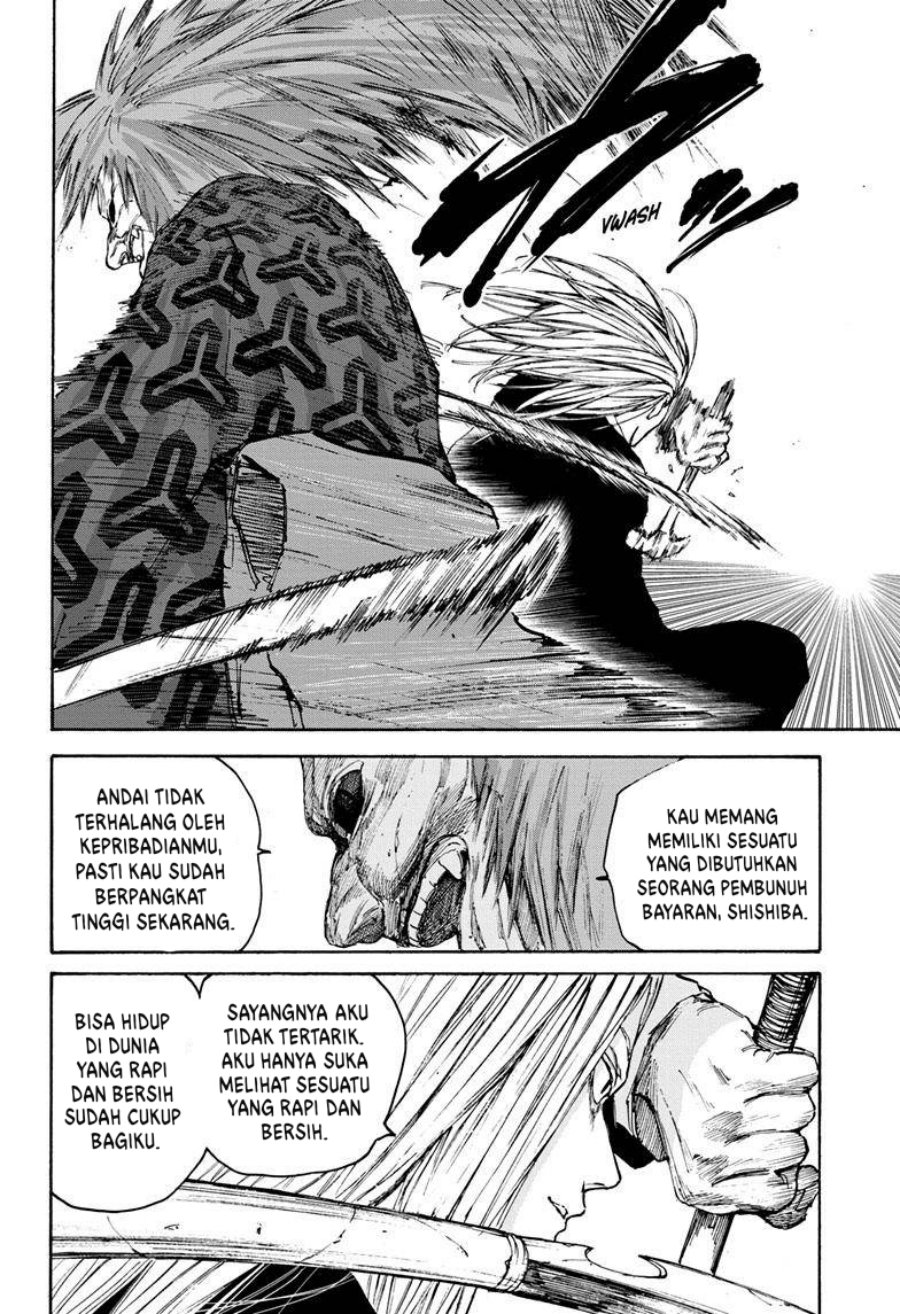 VWASH
KAU MEMANG
MEMILIKI SESUATU
YANG DIBUTUHKAN
SEORANG PEMBUNUH
BAYARAN, SHISHIBA.
ANDAI TIDAK
TERHALANG OLEH
KEPRIBADIANMU,
PASTI KAU SUDAH
BERPANGKAT
TINGGI SEKARANG.
SAYANGNYA AKU
TIDAK TERTARIK.
AKU HANYA SUKA
MELIHAT SESUATU
YANG RAPI DAN
BERSIH.
BISA HIDUP
DI DUNIA
YANG RAPI
DAN BERSIH
SUDAH CUKUP
BAGIKU.